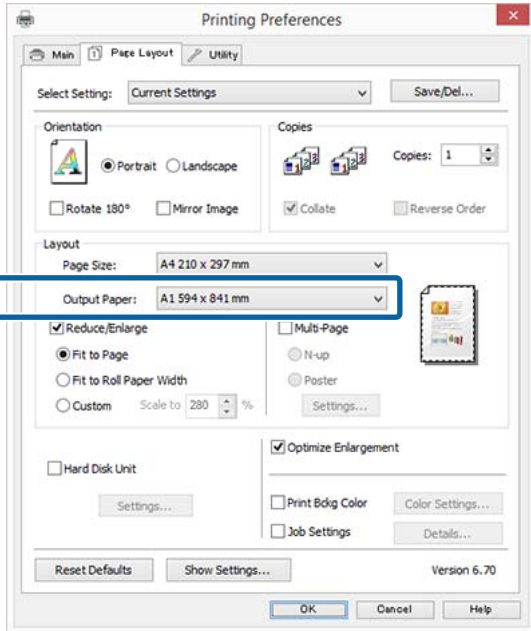 Printing Preferences
Main Page Layout Utility
Select Setting: Current Settings Save/Del...
Orientation
Portrait Landscape
Rotate 180° Mirror Image
Copies
Copies: 1
Collate Reverse Order
Layout
Page Size: A4 210 x 297 mm
Output Paper: A1 594 x 841 mm
Reduce/Enlarge
Fit to Page
Fit to Roll Paper Width
Custom Scale to 280 %
Multi-Page
N-up
Poster
Settings...
Hard Disk Unit
Settings...
Optimize Enlargement
Print Bckg Color Color Settings...
Job Settings Details...
Reset Defaults Show Settings... Version 6.70
OK Cancel Help